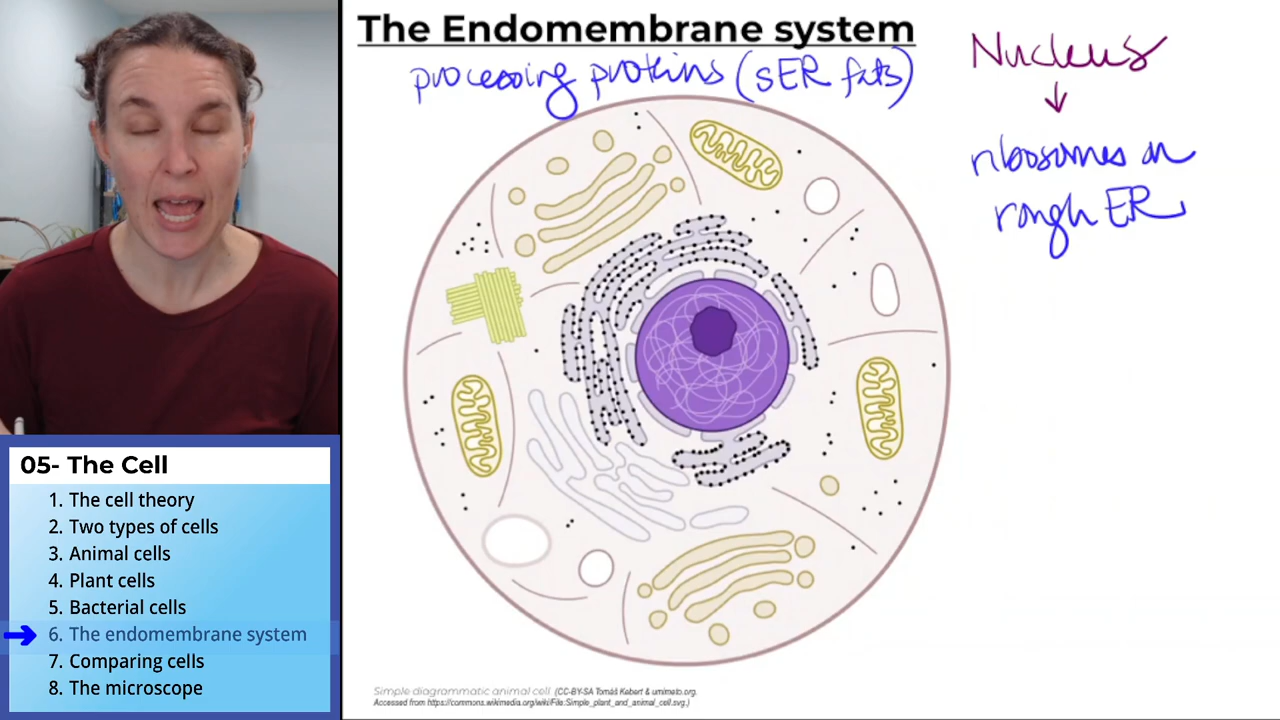 The Endomembrane system
processing proteins (sER fats)
Nucleus
↓
ribosomes on
rough ER
05- The Cell
1. The cell theory
2. Two types of cells
3. Animal cells
4. Plant cells
5. Bacterial cells
6. The endomembrane system
7. Comparing cells
8. The microscope
Simple diagrammatic animal cell (CC-BY-SA Tomáš Kebert & umimeto.org.
Accessed from https://commons.wikimedia.org/wiki/File:Simple_plant_and_animal_cell.svg.)